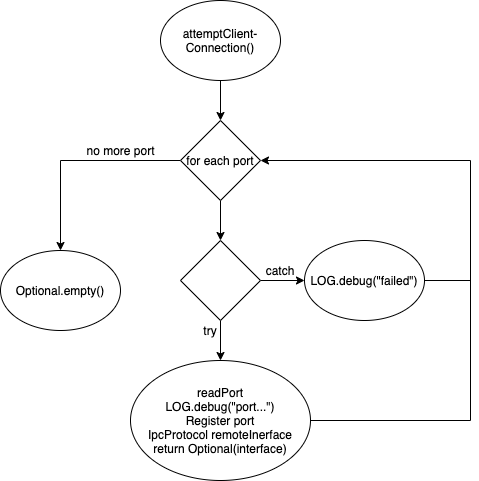 attemptClient-
Connection()
no more port
for each port
Optional.empty()
catch
LOG.debug("failed")
try
readPort
LOG.debug("port...")
Register port
IpcProtocol remoteInerface
return Optional(interface)